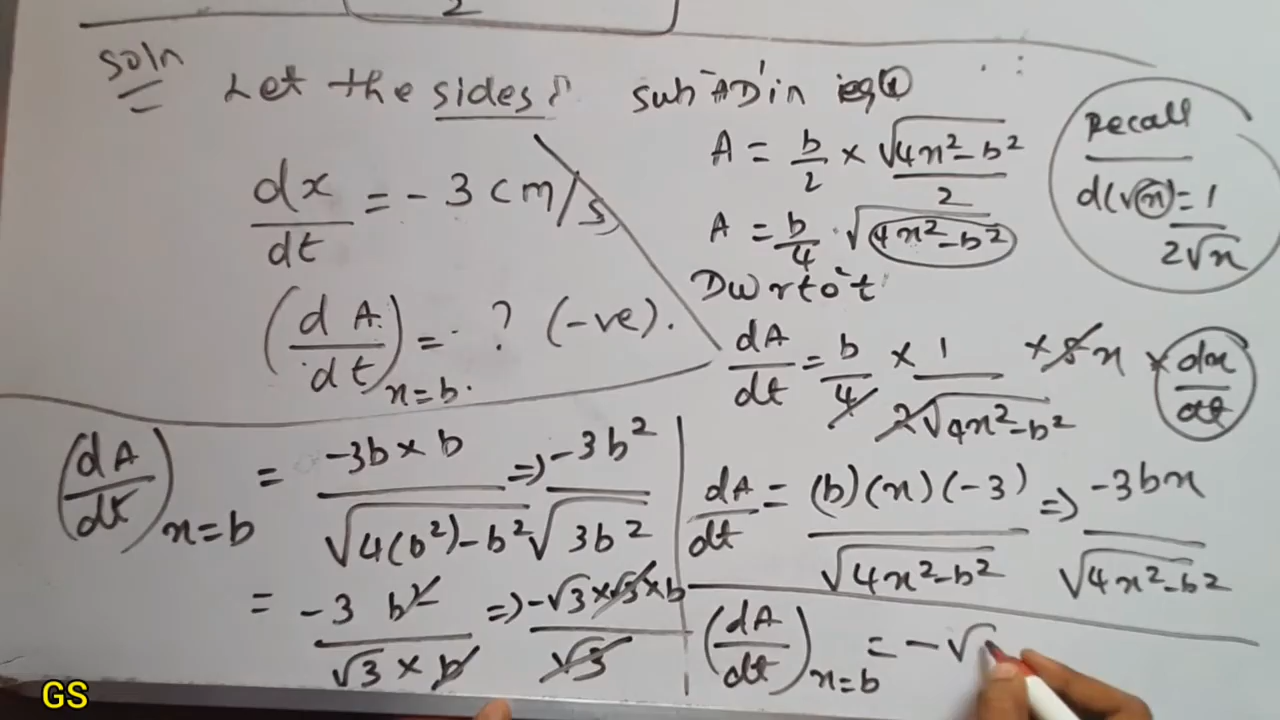 2
Soln
Let the sides
dx/dt = - 3 cm/s
(dA/dt)x=b = ? (-ve).
sub 'AD' in eq ①
A = b/2 × √4x²-b²/2
A = b/4 · √4x²-b²
Dw r to 't'
dA/dt = b/4 × 1/2√4x²-b² × 8x × dx/dt
dA/dt = (b)(x)(-3)/√4x²-b² ⇒ -3bx/√4x²-b²
Recall
d(√x) = 1/2√x
(dA/dt)x=b = -3b × b/√4(b²)-b² ⇒ -3b²/√3b²
= -3 b²/√3 × b ⇒ -√3×√3×b/√3
(dA/dt)x=b = -√
GS